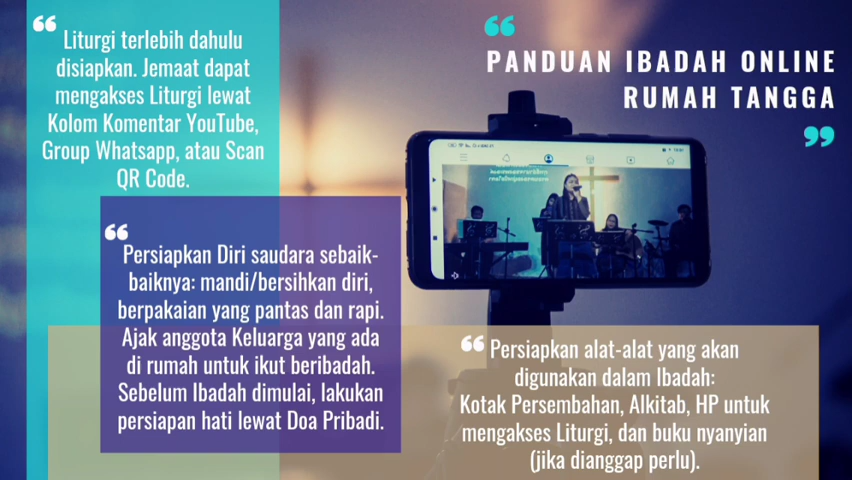 PANDUAN IBADAH ONLINE
RUMAH TANGGA
Liturgi terlebih dahulu
disiapkan. Jemaat dapat
mengakses Liturgi lewat
Kolom Komentar YouTube,
Group Whatsapp, atau Scan
QR Code.
Persiapkan Diri saudara sebaik-
baiknya: mandi/bersihkan diri,
berpakaian yang pantas dan rapi.
Ajak anggota Keluarga yang ada
di rumah untuk ikut beribadah.
Sebelum Ibadah dimulai, lakukan
persiapan hati lewat Doa Pribadi.
Persiapkan alat-alat yang akan
digunakan dalam Ibadah:
Kotak Persembahan, Alkitab, HP untuk
mengakses Liturgi, dan buku nyanyian
(jika dianggap perlu).